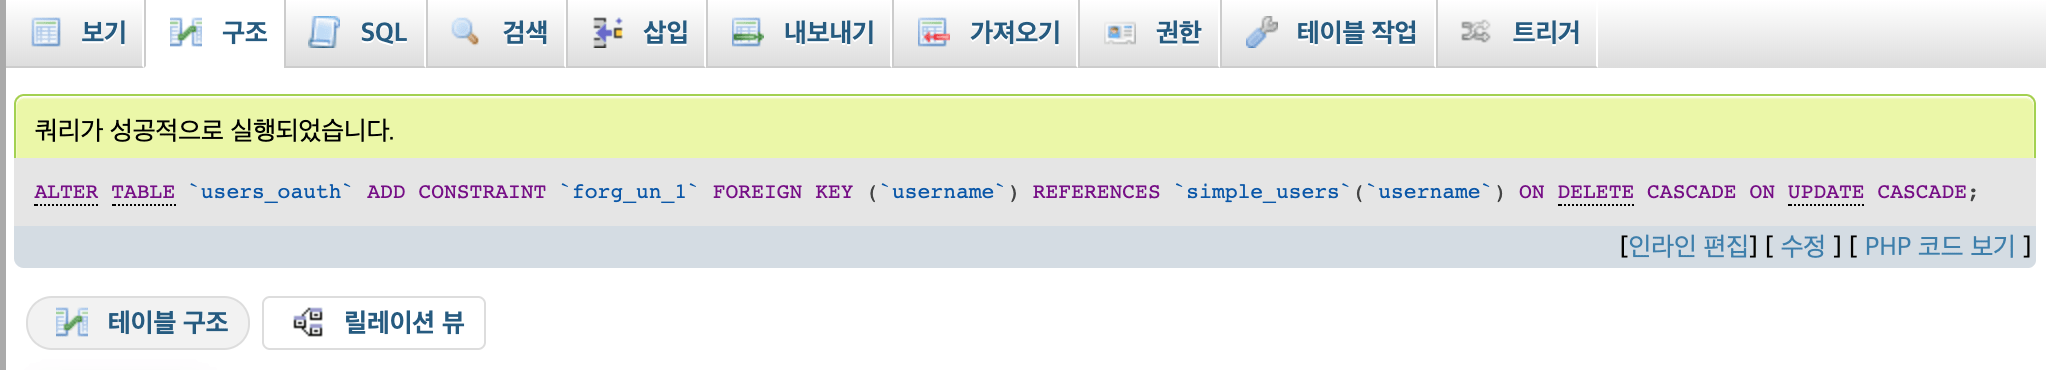 보기 구조 SQL 검색 삽입 내보내기 가져오기 권한 테이블 작업 트리거
쿼리가 성공적으로 실행되었습니다.
ALTER TABLE `users_oauth` ADD CONSTRAINT `forg_un_1` FOREIGN KEY (`username`) REFERENCES `simple_users`(`username`) ON DELETE CASCADE ON UPDATE CASCADE;
[인라인 편집] [ 수정 ] [ PHP 코드 보기 ]
테이블 구조 릴레이션 뷰